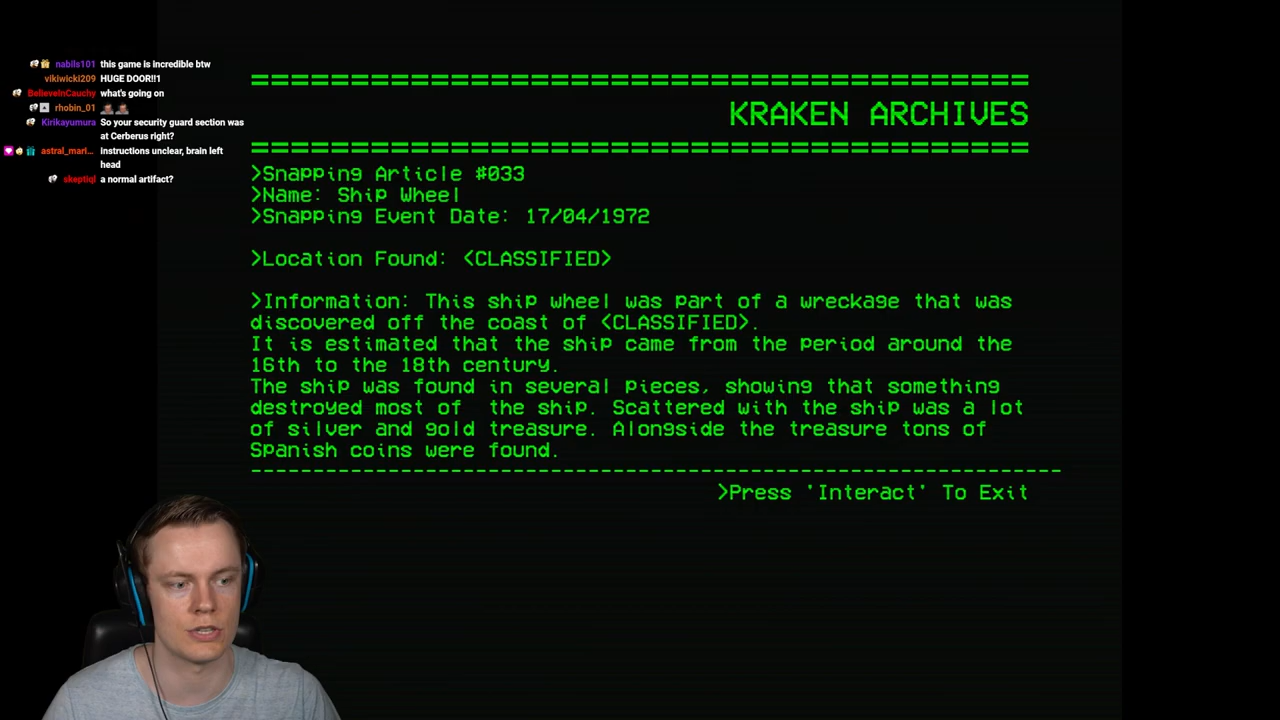 nabils101 this game is incredible btw
vikiwicki209 HUGE DOOR!!1
BelieveInCauchy what's going on
rhobin_01
Kirikayumura So your security guard section was
at Cerberus right?
astral_mari... instructions unclear, brain left
head
skeptiql a normal artifact?
========================================
KRAKEN ARCHIVES
========================================
>Snapping Article #033
>Name: Ship Wheel
>Snapping Event Date: 17/04/1972
>Location Found: <CLASSIFIED>
>Information: This ship wheel was part of a wreckage that was
discovered off the coast of <CLASSIFIED>.
It is estimated that the ship came from the period around the
16th to the 18th century.
The ship was found in several pieces, showing that something
destroyed most of  the ship. Scattered with the ship was a lot
of silver and gold treasure. Alongside the treasure tons of
Spanish coins were found.
-----------------------------------------------------------------
>Press 'Interact' To Exit